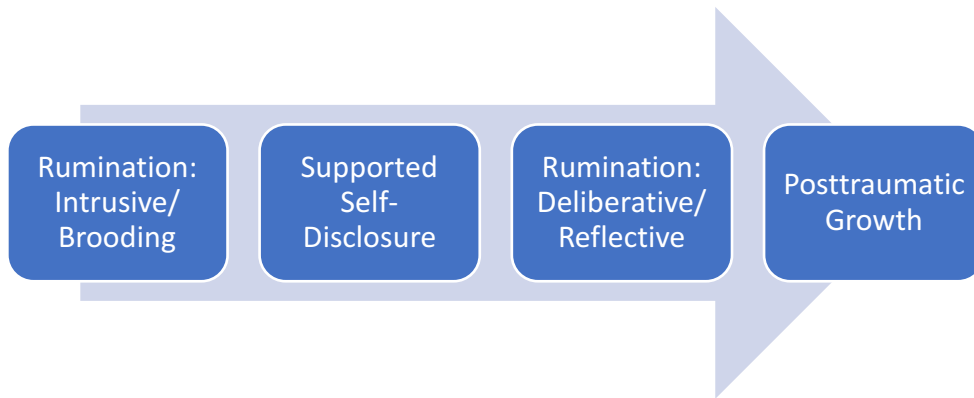 Rumination:
Intrusive/
Brooding
Supported
Self-
Disclosure
Rumination:
Deliberative/
Reflective
Posttraumatic
Growth